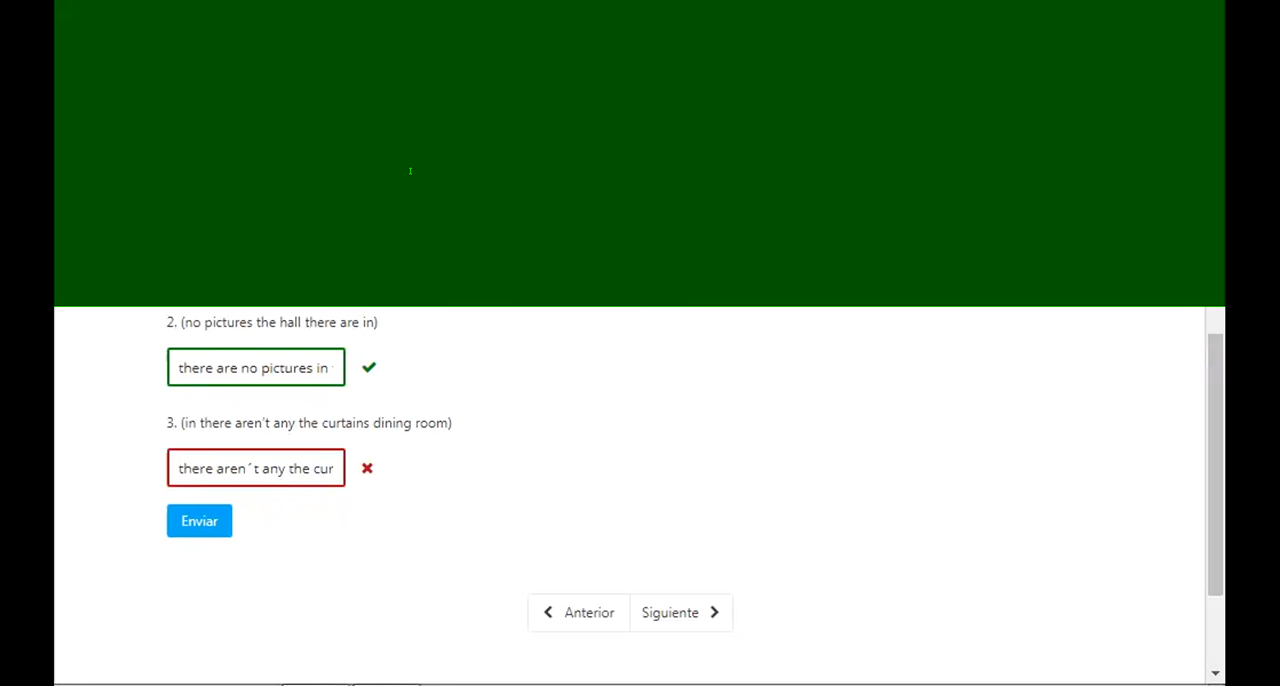 2. (no pictures the hall there are in)
there are no pictures in
3. (in there aren't any the curtains dining room)
there aren´t any the cur
Enviar
Anterior Siguiente